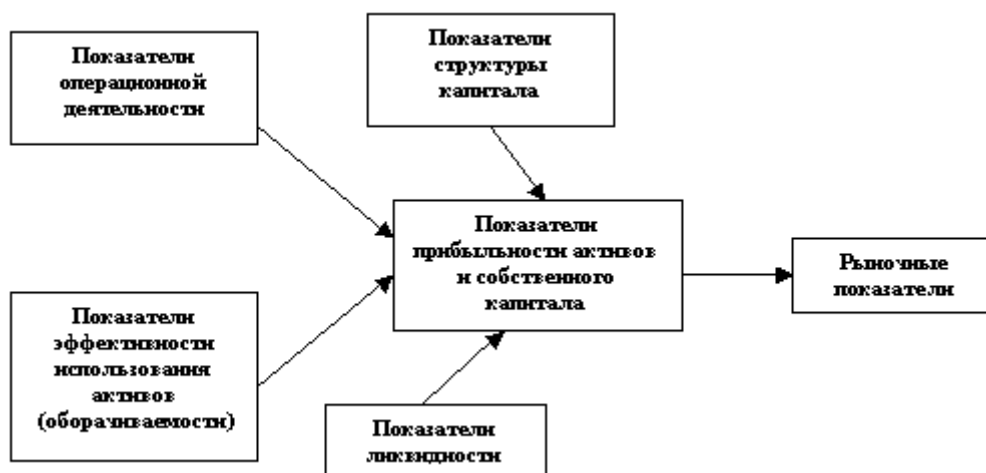 Показатели
операционной
деятельности
Показатели
структуры
капитала
Показатели
прибыльности активов
и собственного
капитала
Рыночные
показатели
Показатели
эффективности
использования
активов
(оборачиваемости)
Показатели
ликвидности